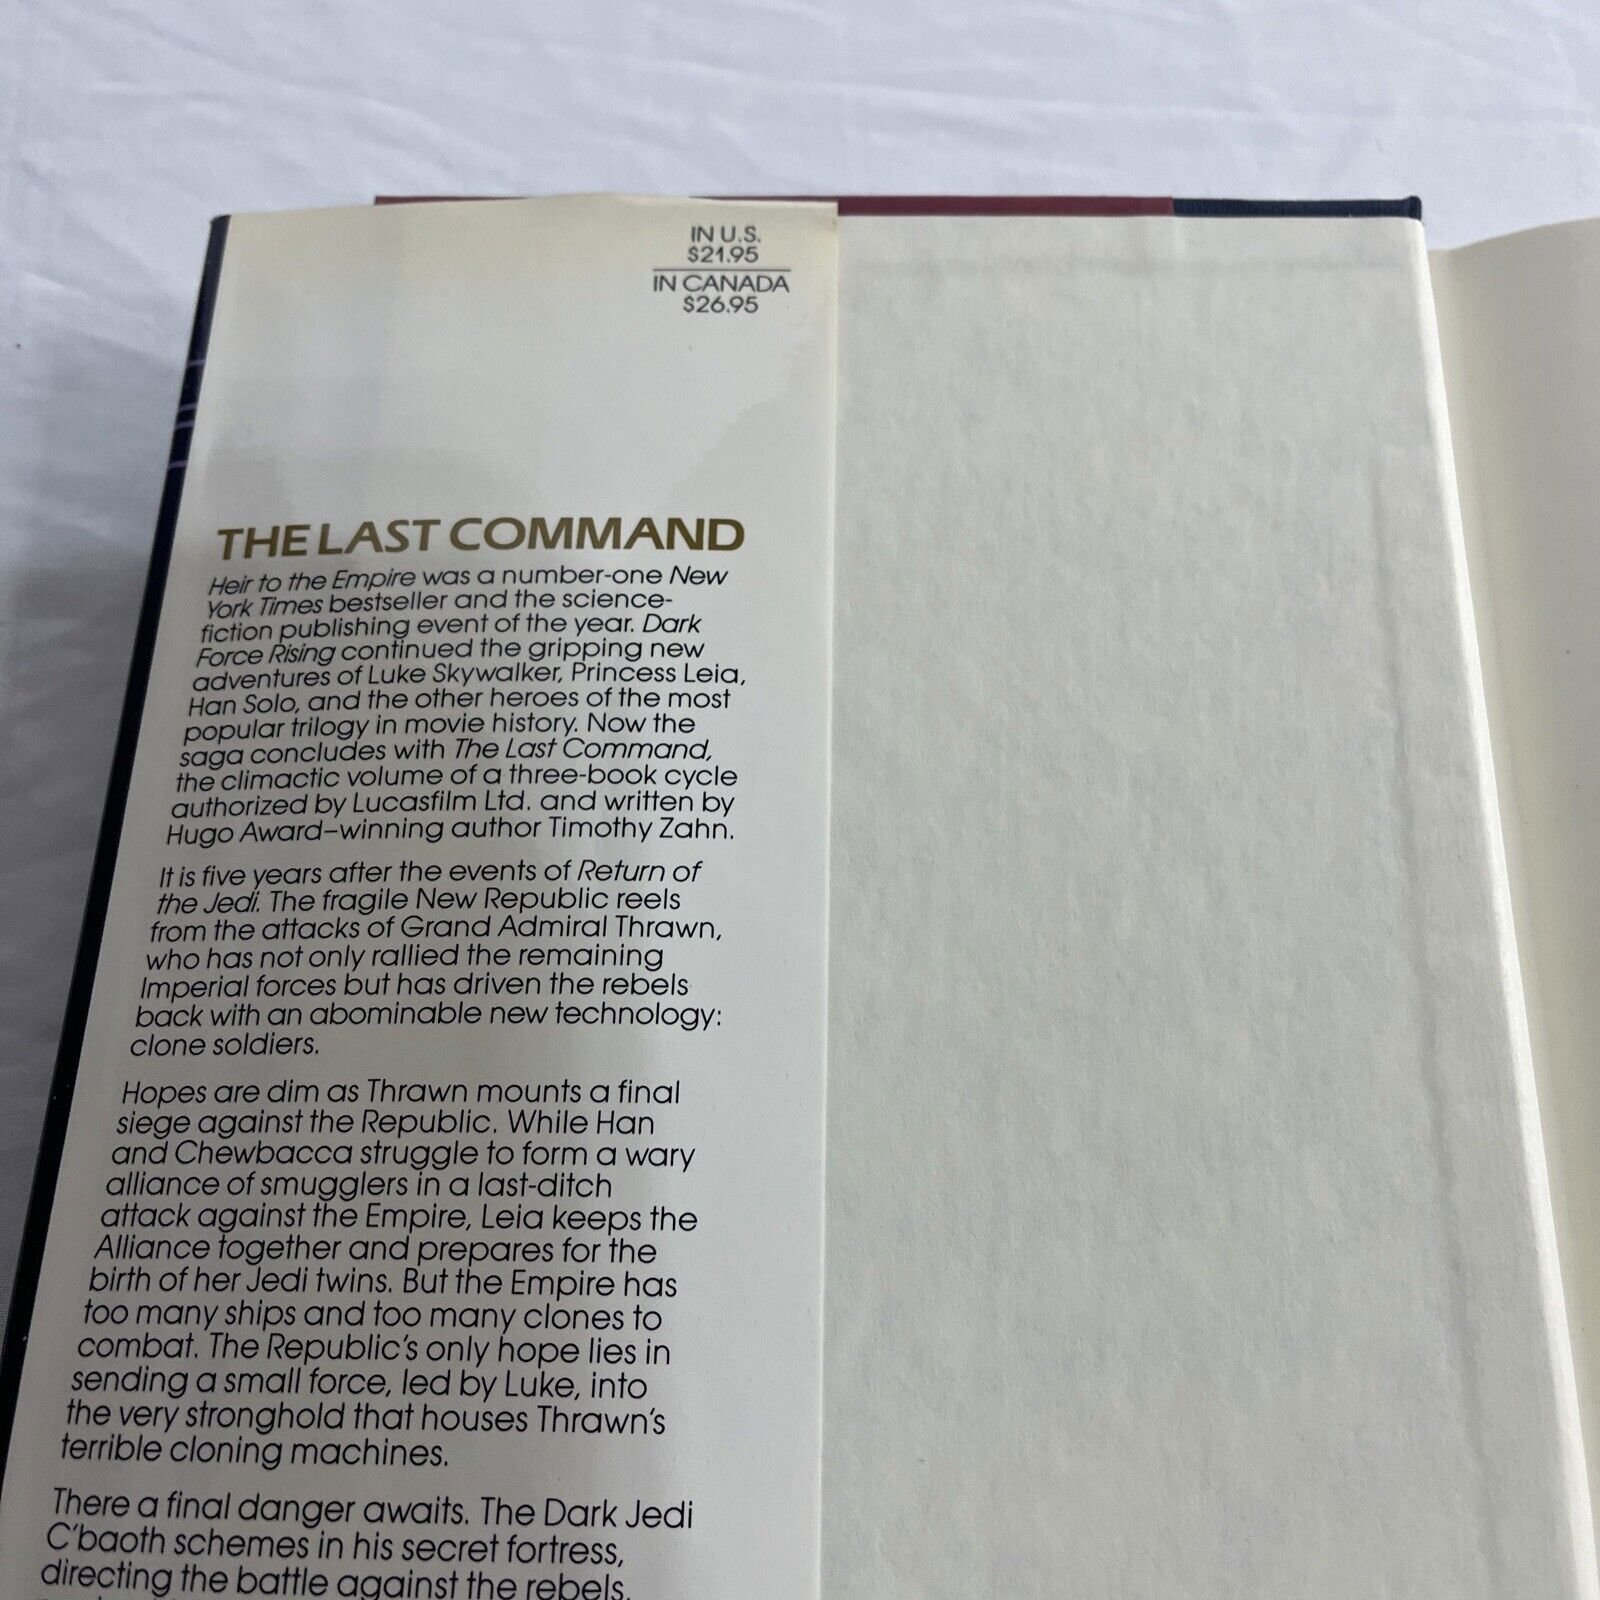 IN U.S.
$21.95
IN CANADA
$26.95
THE LAST COMMAND
Heir to the Empire was a number-one New
York Times bestseller and the science-
fiction publishing event of the year. Dark
Force Rising continued the gripping new
adventures of Luke Skywalker, Princess Leia,
Han Solo, and the other heroes of the most
popular trilogy in movie history. Now the
saga concludes with The Last Command,
the climactic volume of a three-book cycle
authorized by Lucasfilm Ltd. and written by
Hugo Award–winning author Timothy Zahn.
It is five years after the events of Return of
the Jedi. The fragile New Republic reels
from the attacks of Grand Admiral Thrawn,
who has not only rallied the remaining
Imperial forces but has driven the rebels
back with an abominable new technology:
clone soldiers.
Hopes are dim as Thrawn mounts a final
siege against the Republic. While Han
and Chewbacca struggle to form a wary
alliance of smugglers in a last-ditch
attack against the Empire, Leia keeps the
Alliance together and prepares for the
birth of her Jedi twins. But the Empire has
too many ships and too many clones to
combat. The Republic's only hope lies in
sending a small force, led by Luke, into
the very stronghold that houses Thrawn's
terrible cloning machines.
There a final danger awaits. The Dark Jedi
C'baoth schemes in his secret fortress,
directing the battle against the rebels,